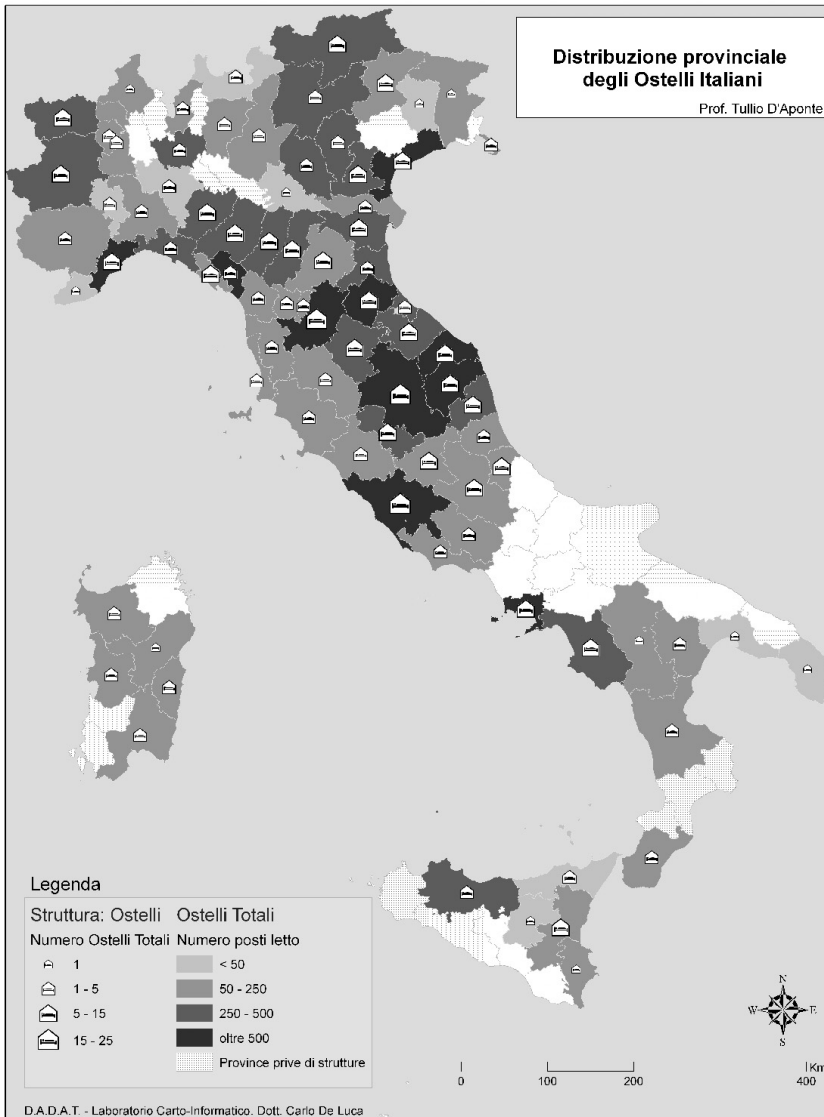 Distribuzione provinciale
degli Ostelli Italiani
Prof. Tullio D'Aponte
Legenda
Struttura: Ostelli
Numero Ostelli Totali
1
1 - 5
5 - 15
15 - 25
Ostelli Totali
Numero posti letto
< 50
50 - 250
250 - 500
oltre 500
Province prive di strutture
N
W
E
S
Km
0
100
200
400
D.A.D.A.T. - Laboratorio Carto-Informatico. Dott. Carlo De Luca